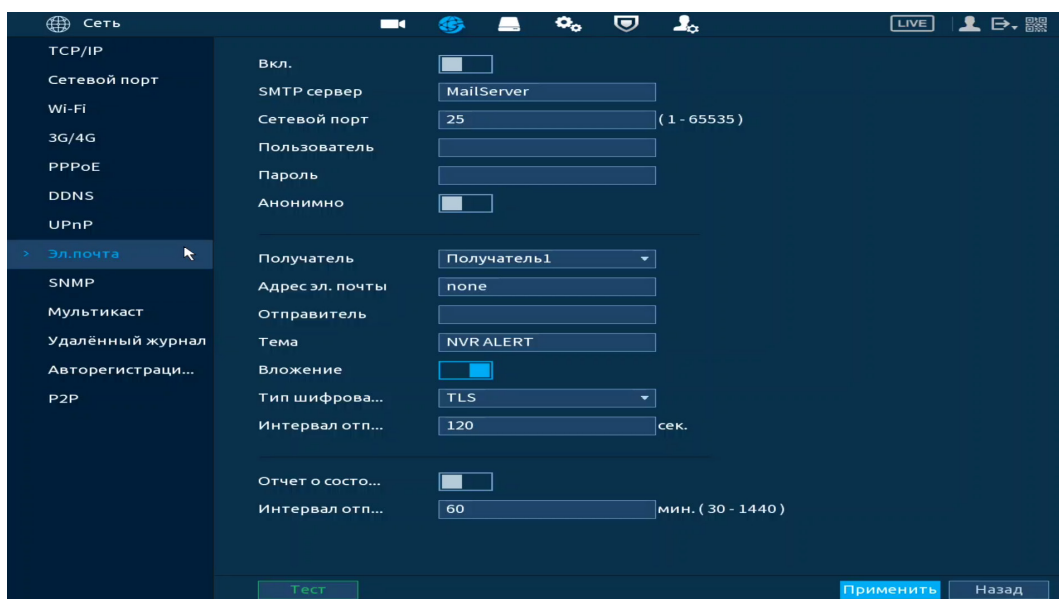 Сеть
LIVE
TCP/IP
Сетевой порт
Wi-Fi
3G/4G
PPPoE
DDNS
UPnP
Эл.почта
SNMP
Мультикаст
Удалённый журнал
Авторегистраци...
P2P
Вкл.
SMTP сервер MailServer
Сетевой порт 25 (1 - 65535)
Пользователь
Пароль
Анонимно
Получатель Получатель1
Адрес эл. почты none
Отправитель
Тема NVR ALERT
Вложение
Тип шифрова... TLS
Интервал отп... 120 сек.
Отчет о состо...
Интервал отп... 60 мин. (30 - 1440)
Тест
Применить
Назад